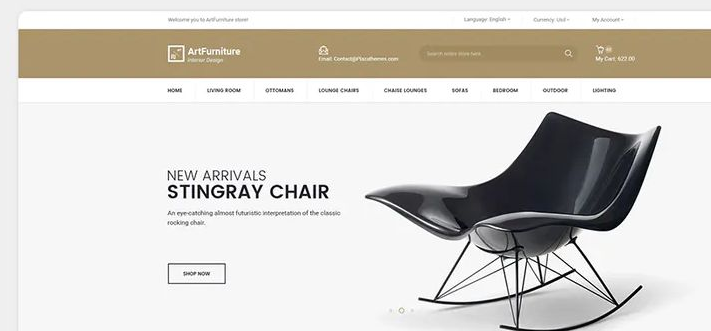 Welcome you to ArtFurniture store!
Language: English
Currency: Usd
My Account
ArtFurniture
Interior Design
Email: Contact@Plazathemes.com
Search entire store here...
My Cart: $22.00
HOME
LIVING ROOM
OTTOMANS
LOUNGE CHAIRS
CHAISE LOUNGES
SOFAS
BEDROOM
OUTDOOR
LIGHTING
NEW ARRIVALS
STINGRAY CHAIR
An eye-catching almost futuristic interpretation of the classic
rocking chair.
SHOP NOW